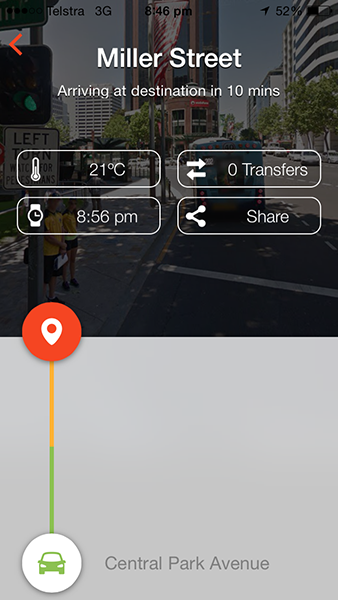 Telstra 3G 8:46 pm 52%
Miller Street
Arriving at destination in 10 mins
LEFT
21ºC
0 Transfers
8:56 pm
Share
Central Park Avenue